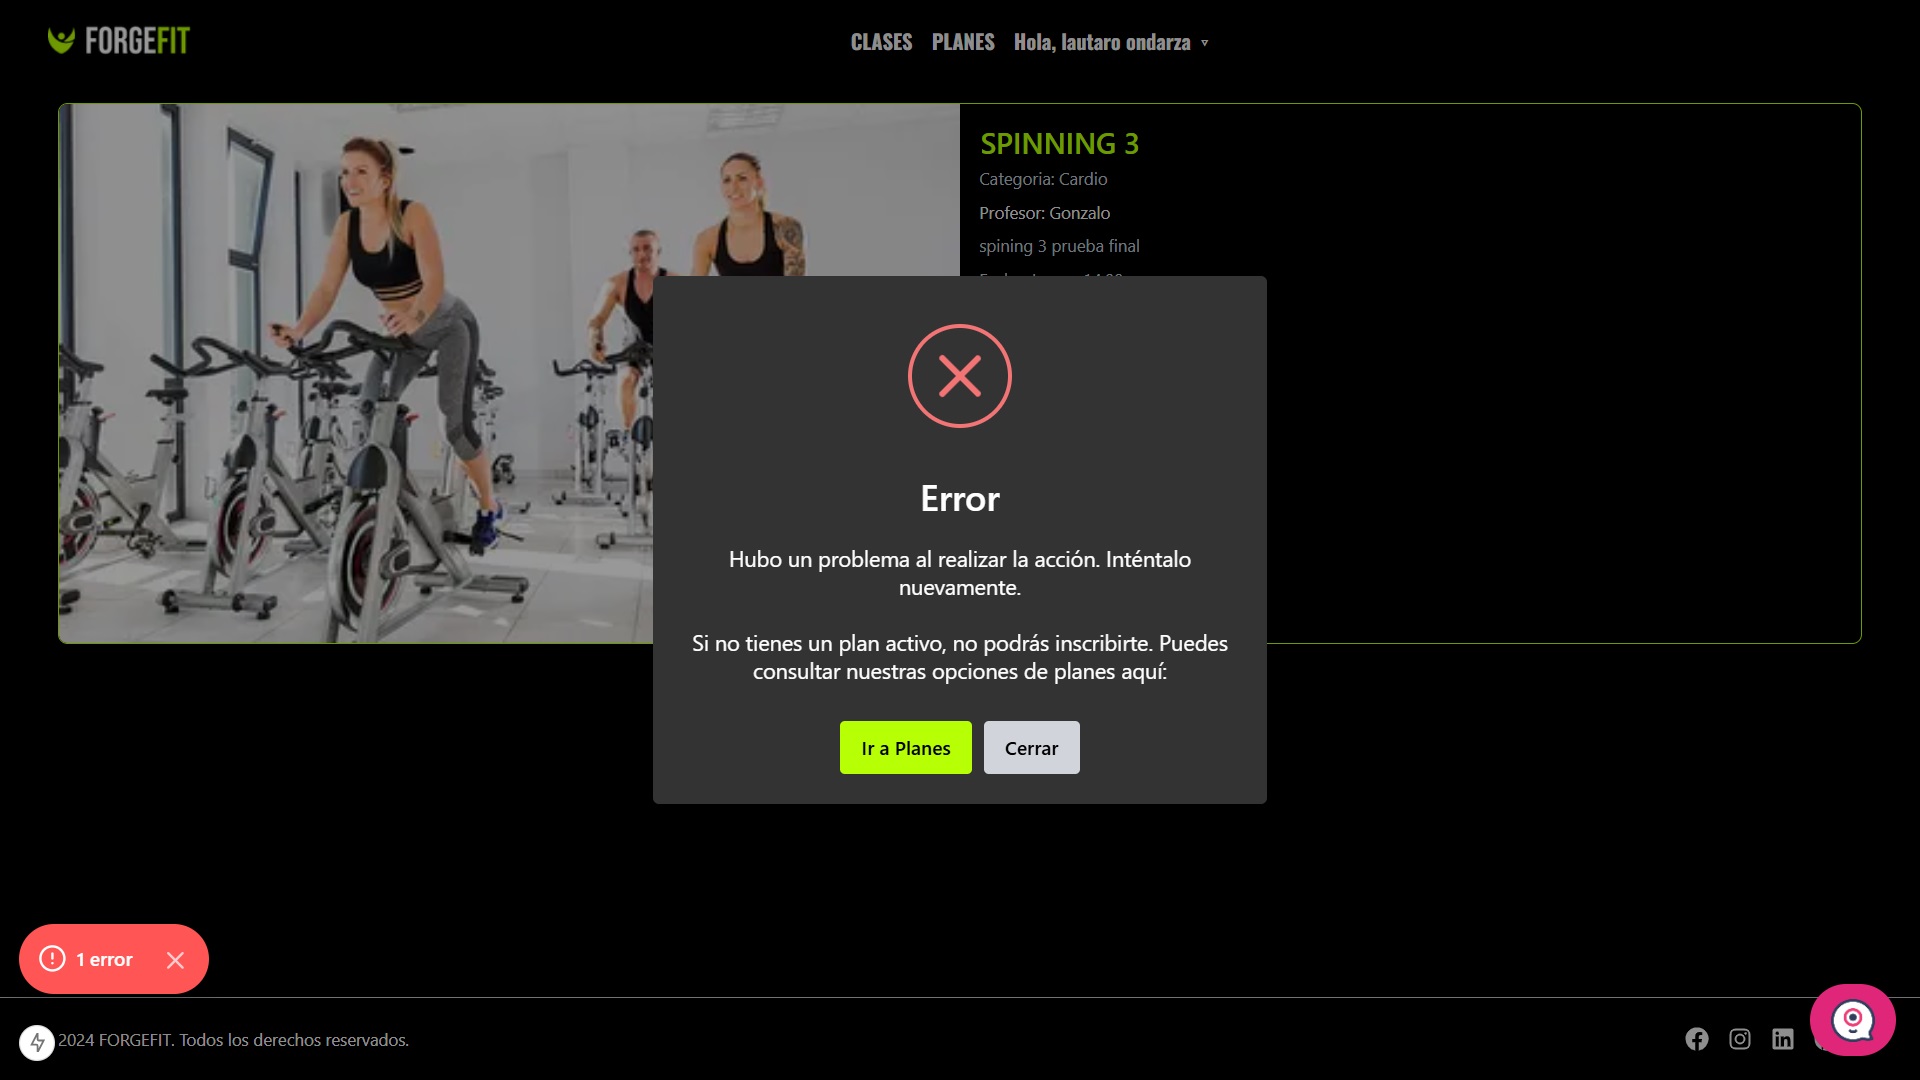 FORGEFIT
CLASES PLANES Hola, lautaro ondarza
SPINNING 3
Categoria: Cardio
Profesor: Gonzalo
spining 3 prueba final
Error
Hubo un problema al realizar la acción. Inténtalo
nuevamente.
Si no tienes un plan activo, no podrás inscribirte. Puedes
consultar nuestras opciones de planes aquí:
Ir a Planes Cerrar
1 error
2024 FORGEFIT. Todos los derechos reservados.